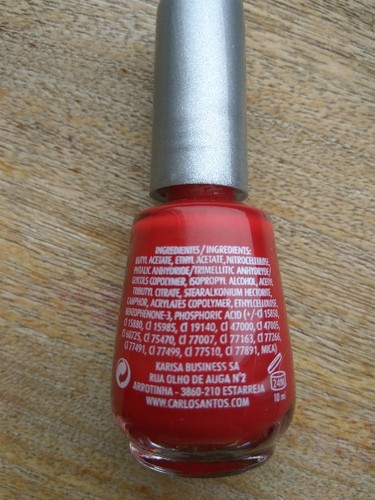 INGREDIENTES/INGREDIENTS:
BUTYL ACETATE, ETHYL ACETATE, NITROCELLULOSE,
PHTALIC ANHYDRIDE/TRIMELLITIC ANHYDRIDE/
GLYCOLS COPOLYMER, ISOPROPYL ALCOHOL, ACETYL
TRIBUTYL CITRATE, STEARALKONIUM HECTORITE,
CAMPHOR, ACRYLATES COPOLYMER, ETHYLCELLULOSE,
BENZOPHENONE-3, PHOSPHORIC ACID (+/- CI 15850,
CI 15880, CI 15985, CI 19140, CI 47000, CI 47005,
CI 60725, CI 75470, CI 77007, CI 77163, CI 77266,
CI 77491, CI 77499, CI 77510, CI 77891, MICA)
KARISA BUSINESS SA
RUA OLHO DE AUGA Nº2
ARROTINHA - 3860-210 ESTARREJA
WWW.CARLOSANTOS.COM
24M
10 ml